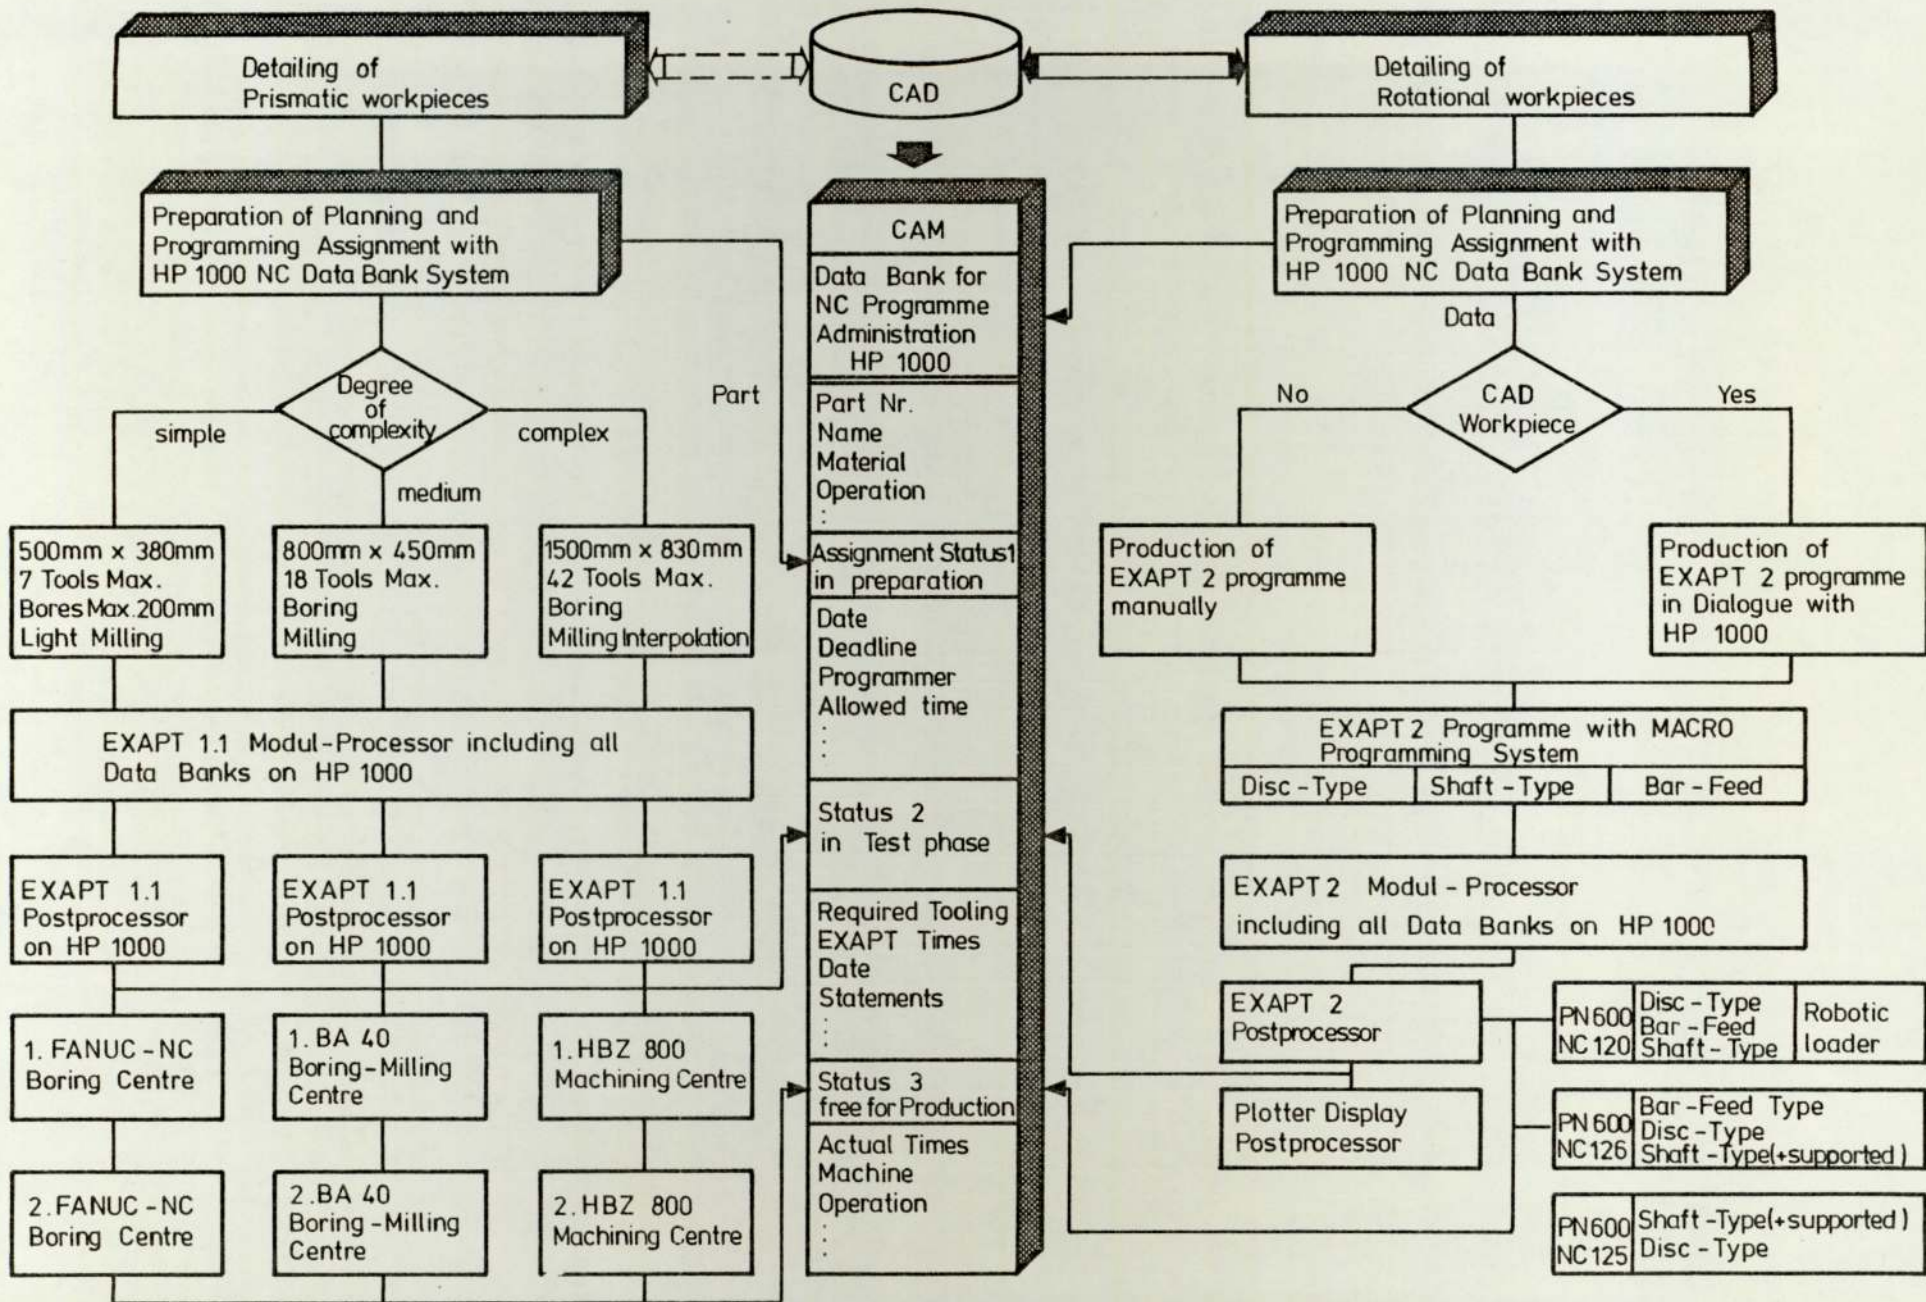 Detailing of
Prismatic workpieces
CAD
Detailing of
Rotational workpieces
Preparation of Planning and
Programming Assignment with
HP 1000 NC Data Bank System
Degree
of
complexity
simple
medium
complex
Part
500mm x 380mm
7 Tools Max.
Bores Max.200mm
Light Milling
800mm x 450mm
18 Tools Max.
Boring
Milling
1500mm x 830mm
42 Tools Max.
Boring
Milling Interpolation
EXAPT 1.1 Modul-Processor including all
Data Banks on HP 1000
EXAPT 1.1
Postprocessor
on HP 1000
EXAPT 1.1
Postprocessor
on HP 1000
EXAPT 1.1
Postprocessor
on HP 1000
1. FANUC-NC
Boring Centre
1. BA 40
Boring-Milling
Centre
1. HBZ 800
Machining Centre
2. FANUC-NC
Boring Centre
2. BA 40
Boring-Milling
Centre
2. HBZ 800
Machining Centre
CAM
Data Bank for
NC Programme
Administration
HP 1000
Part Nr.
Name
Material
Operation
:
Assignment Status1
in preparation
Date
Deadline
Programmer
Allowed time
:
:
Status 2
in Test phase
Required Tooling
EXAPT Times
Date
Statements
:
Status 3
free for Production
Actual Times
Machine
Operation
:
:
Preparation of Planning and
Programming Assignment with
HP 1000 NC Data Bank System
Data
CAD
Workpiece
No
Yes
Production of
EXAPT 2 programme
manually
Production of
EXAPT 2 programme
in Dialogue with
HP 1000
EXAPT 2 Programme with MACRO
Programming System
Disc-Type
Shaft-Type
Bar-Feed
EXAPT 2 Modul-Processor
including all Data Banks on HP 1000
EXAPT 2
Postprocessor
Plotter Display
Postprocessor
PN600
NC 120
Disc-Type
Bar-Feed
Shaft-Type
Robotic
loader
PN 600
NC 126
Bar-Feed Type
Disc-Type
Shaft-Type(+supported)
PN600
NC 125
Shaft-Type(+supported)
Disc-Type